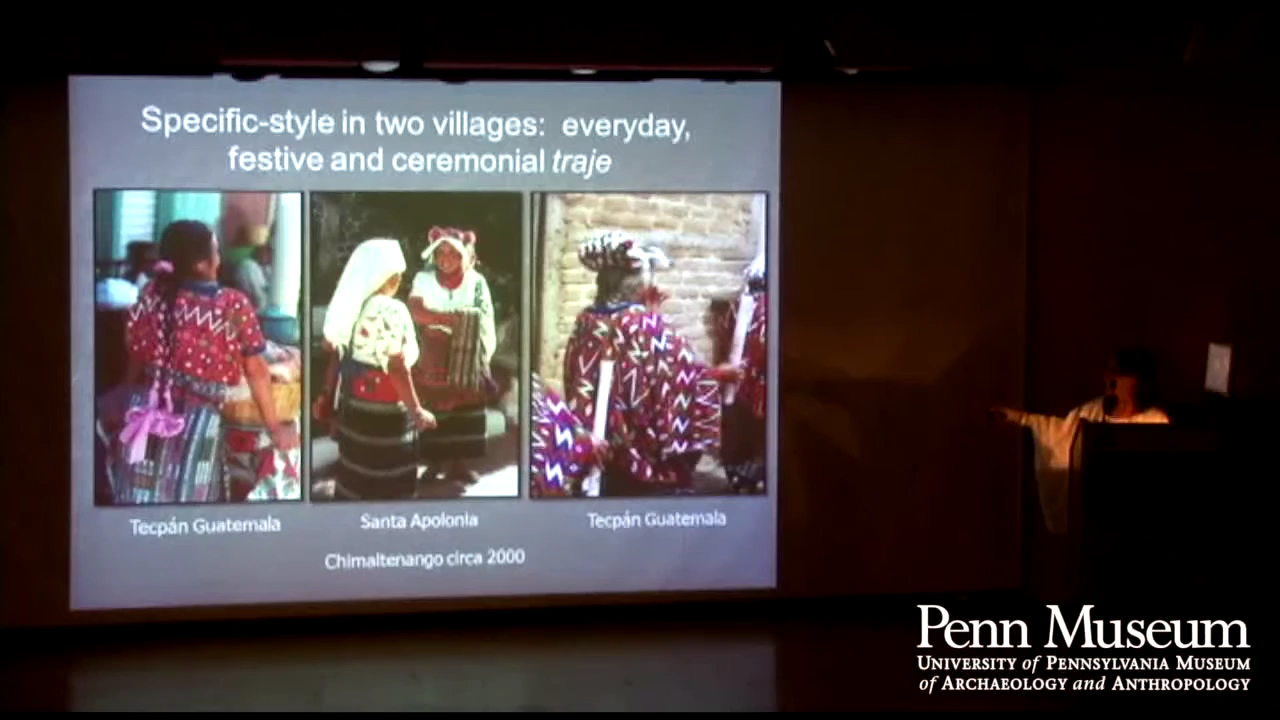 Specific-style in two villages: everyday,
festive and ceremonial traje
Tecpán Guatemala
Santa Apolonia
Tecpán Guatemala
Chimaltenango circa 2000
Penn Museum
University of Pennsylvania Museum
of Archaeology and Anthropology